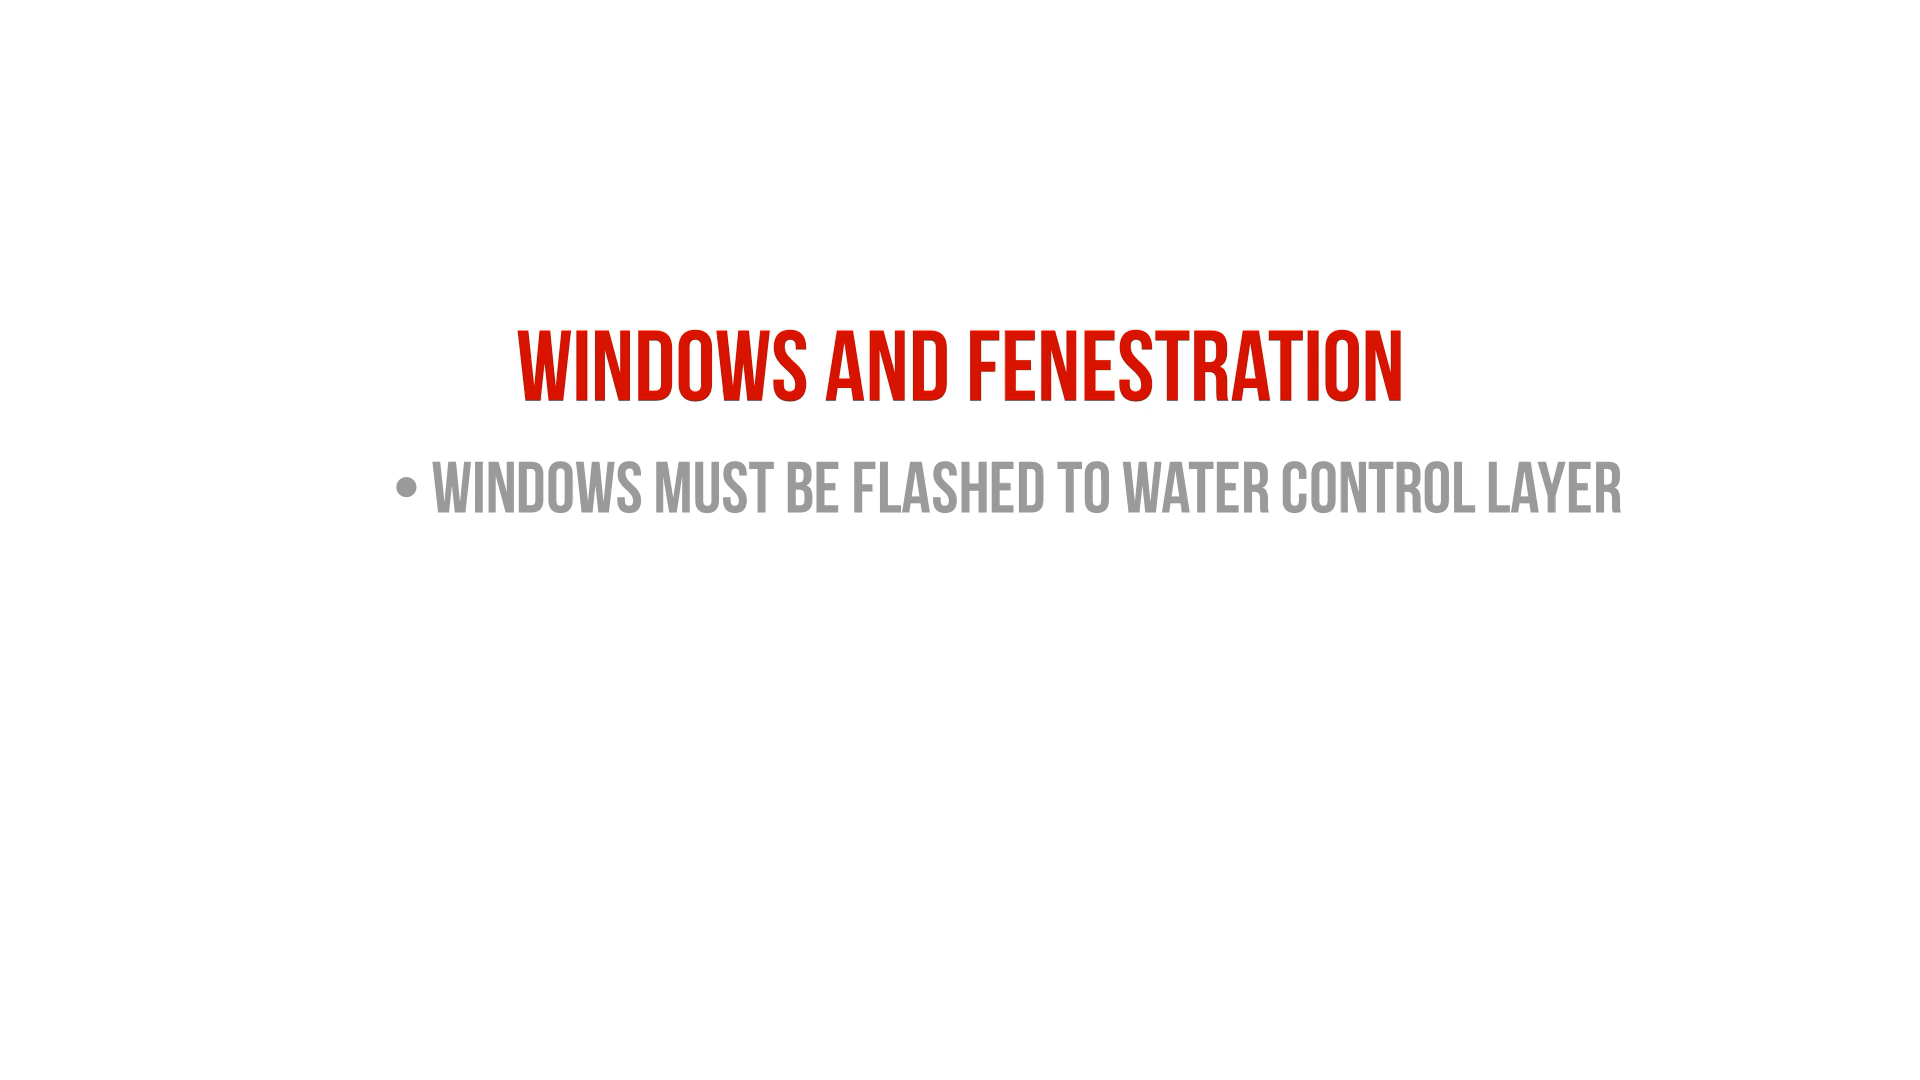 WINDOWS AND FENESTRATION
• WINDOWS MUST BE FLASHED TO WATER CONTROL LAYER